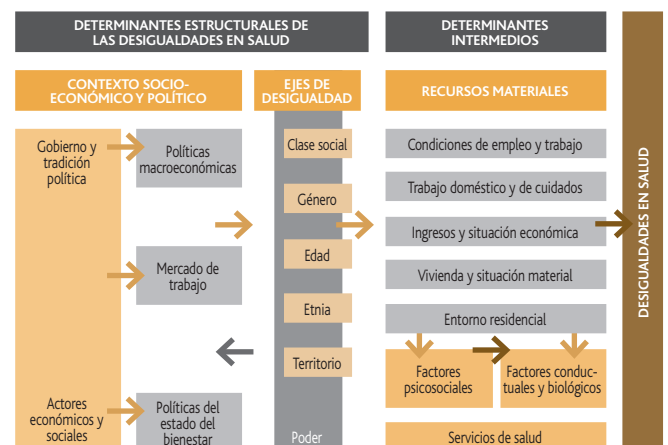 DETERMINANTES ESTRUCTURALES DE
LAS DESIGUALDADES EN SALUD
DETERMINANTES
INTERMEDIOS
CONTEXTO SOCIO-
ECONÓMICO Y POLÍTICO
EJES DE
DESIGUALDAD
RECURSOS MATERIALES
Gobierno y
tradición
política
Políticas
macroeconómicas
Mercado de
trabajo
Actores
económicos y
sociales
Políticas del
estado del
bienestar
Clase social
Género
Edad
Etnia
Territorio
Poder
Condiciones de empleo y trabajo
Trabajo doméstico y de cuidados
Ingresos y situación económica
Vivienda y situación material
Entorno residencial
Factores
psicosociales
Factores conduc-
tuales y biológicos
Servicios de salud
DESIGUALDADES EN SALUD